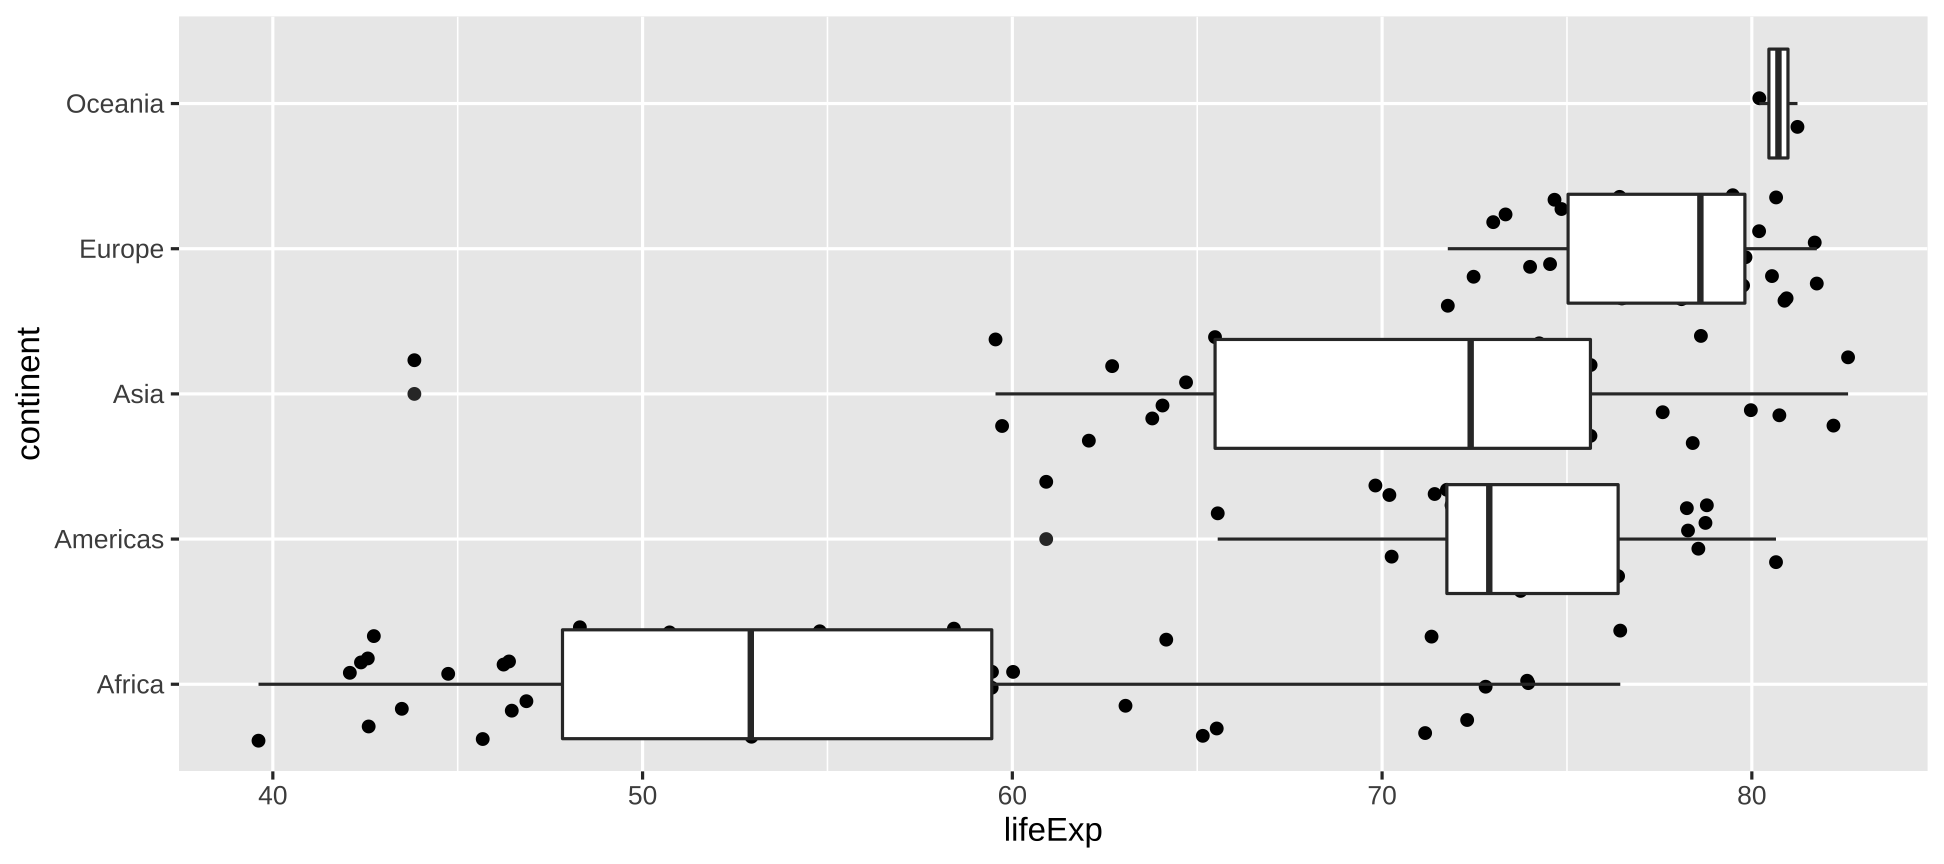 continent
Oceania
Europe
Asia
Americas
Africa
40 50 60 70 80
lifeExp